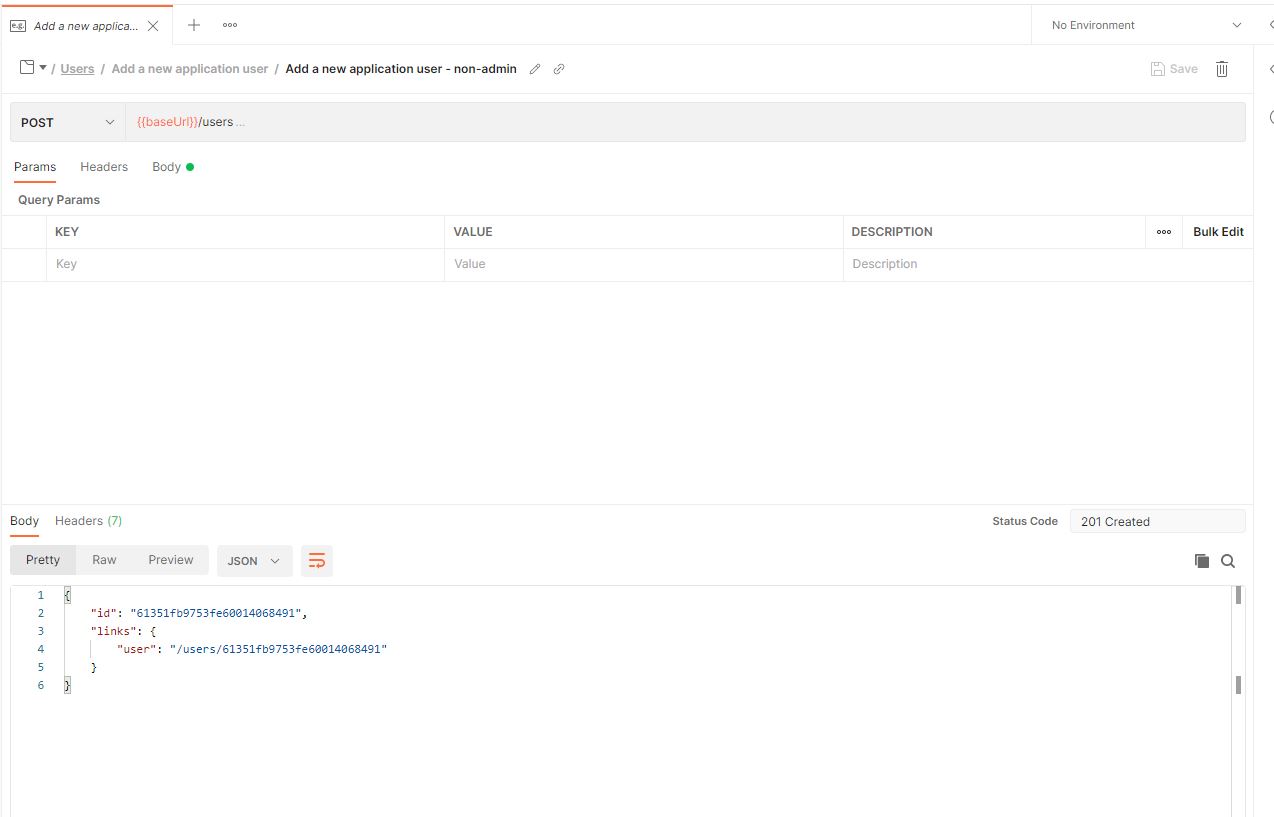 e.g. Add a new applica... No Environment
/ Users / Add a new application user / Add a new application user - non-admin Save
POST {{baseUrl}}/users ...
Params Headers Body
Query Params
KEY VALUE DESCRIPTION Bulk Edit
Key Value Description
Body Headers (7) Status Code 201 Created
Pretty Raw Preview JSON
1 {
2 "id": "61351fb9753fe60014068491",
3 "links": {
4 "user": "/users/61351fb9753fe60014068491"
5 }
6 }